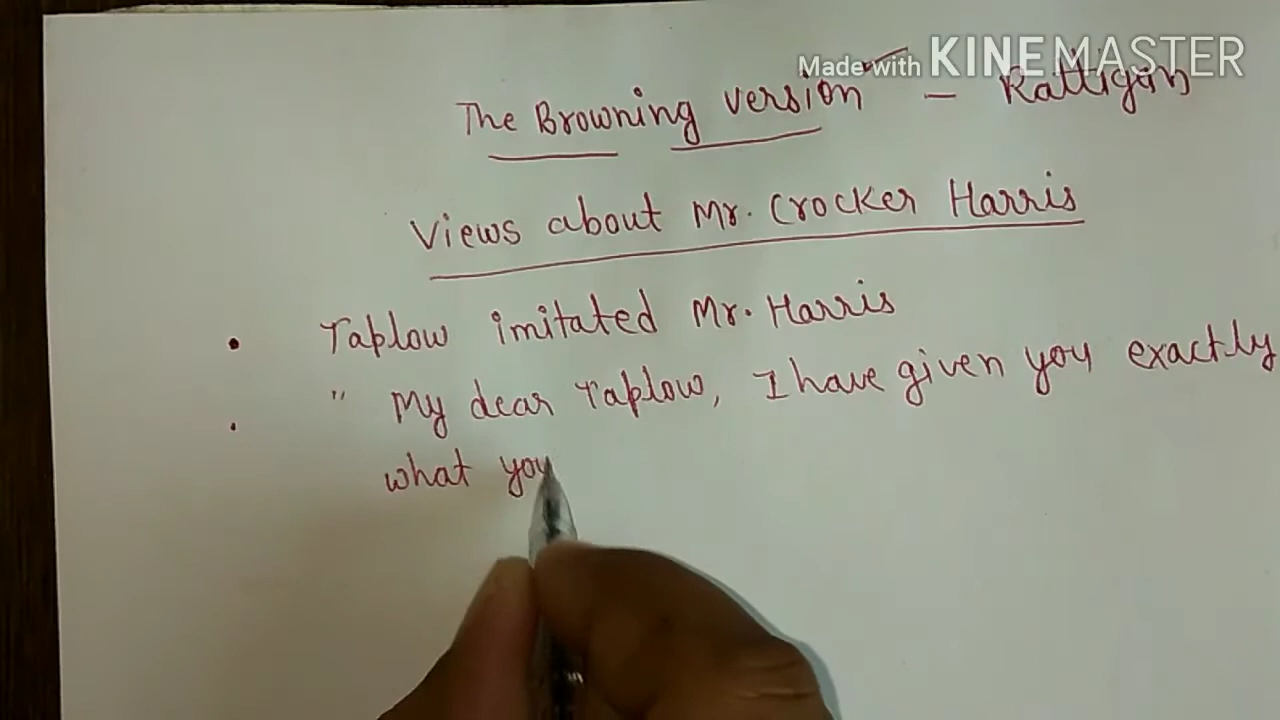 Made with KINEMASTER
The Browning version - Rattigan
Views about Mr. Crocker Harris
• Taplow imitated Mr. Harris
. " My dear Taplow, I have given you exactly
what you